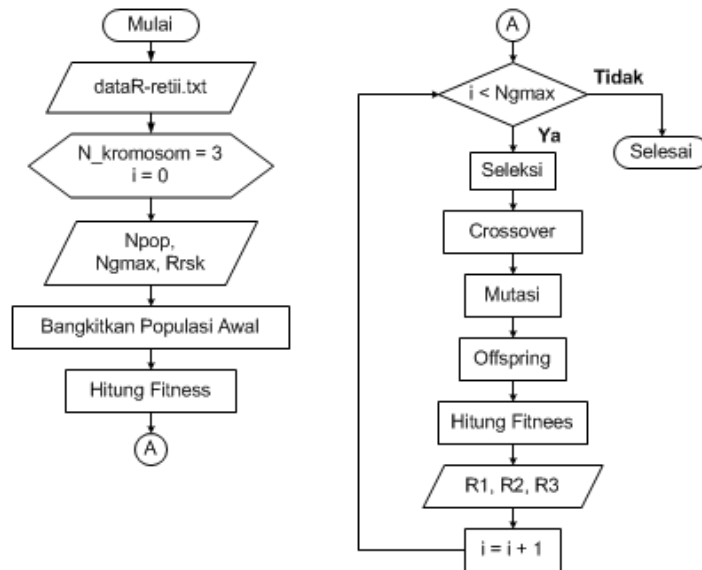 Mulai
dataR-retii.txt
N_kromosom = 3
i = 0
Npop,
Ngmax, Rrsk
Bangkitkan Populasi Awal
Hitung Fitness
A
A
i < Ngmax
Tidak
Ya
Selesai
Seleksi
Crossover
Mutasi
Offspring
Hitung Fitnees
R1, R2, R3
i = i + 1